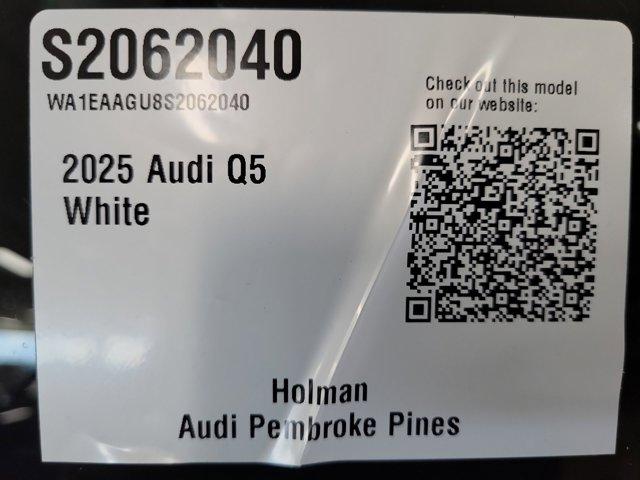 S2062040
WA1EAAGU8S2062040
Check out this model
on our website:
2025 Audi Q5
White
Holman
Audi Pembroke Pines